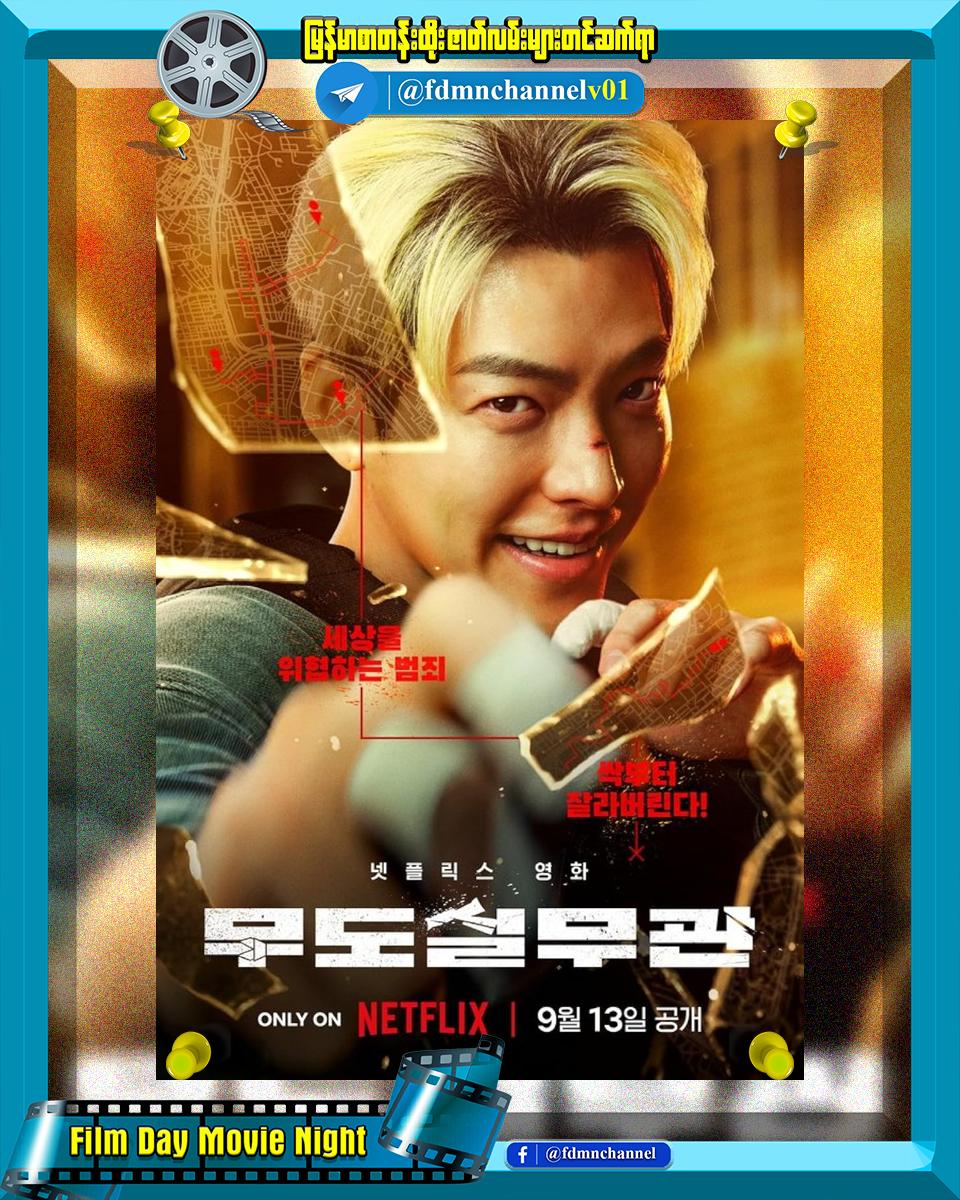 မြန်မာစာတန်းထိုးဇာတ်လမ်းများတင်ဆက်ရာ
@fdmnchannelv01
세상을
위협하는 범죄
싹부터
잘라버린다!
넷플릭스 영화
무도실무관
ONLY ON NETFLIX | 9월 13일 공개
Film Day Movie Night
@fdmnchannel